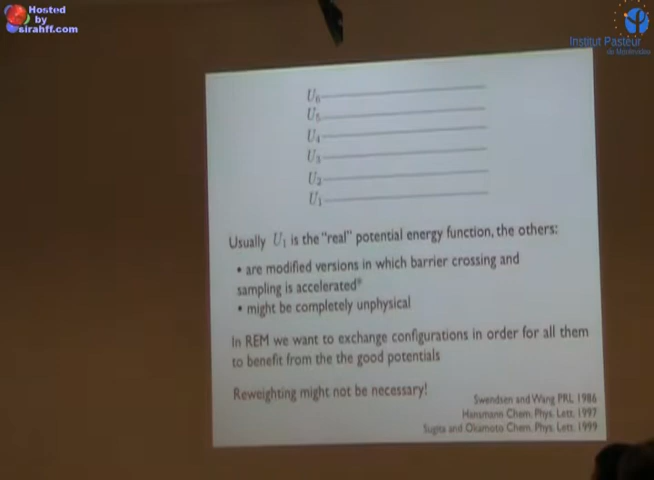 Hosted
by
sirahff.com
Institut Pasteur
de Montevideo
U6
U5
U4
U3
U2
U1
Usually U1 is the "real" potential energy function, the others:
• are modified versions in which barrier crossing and
sampling is accelerated*
• might be completely unphysical
In REM we want to exchange configurations in order for all them
to benefit from the the good potentials
Reweighting might not be necessary!
Swendsen and Wang PRL 1986
Hansmann Chem. Phys. Lett. 1997
Sugita and Okamoto Chem. Phys. Lett. 1999